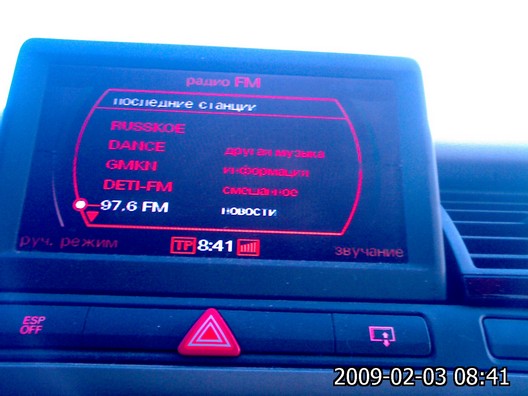 радио FM
последние станции
RUSSKOE
DANCE другая музыка
GMKN информация
DETI-FM смешанное
97.6 FM новости
руч. режим TP 8:41 звучание
ESP
OFF
2009-02-03 08:41